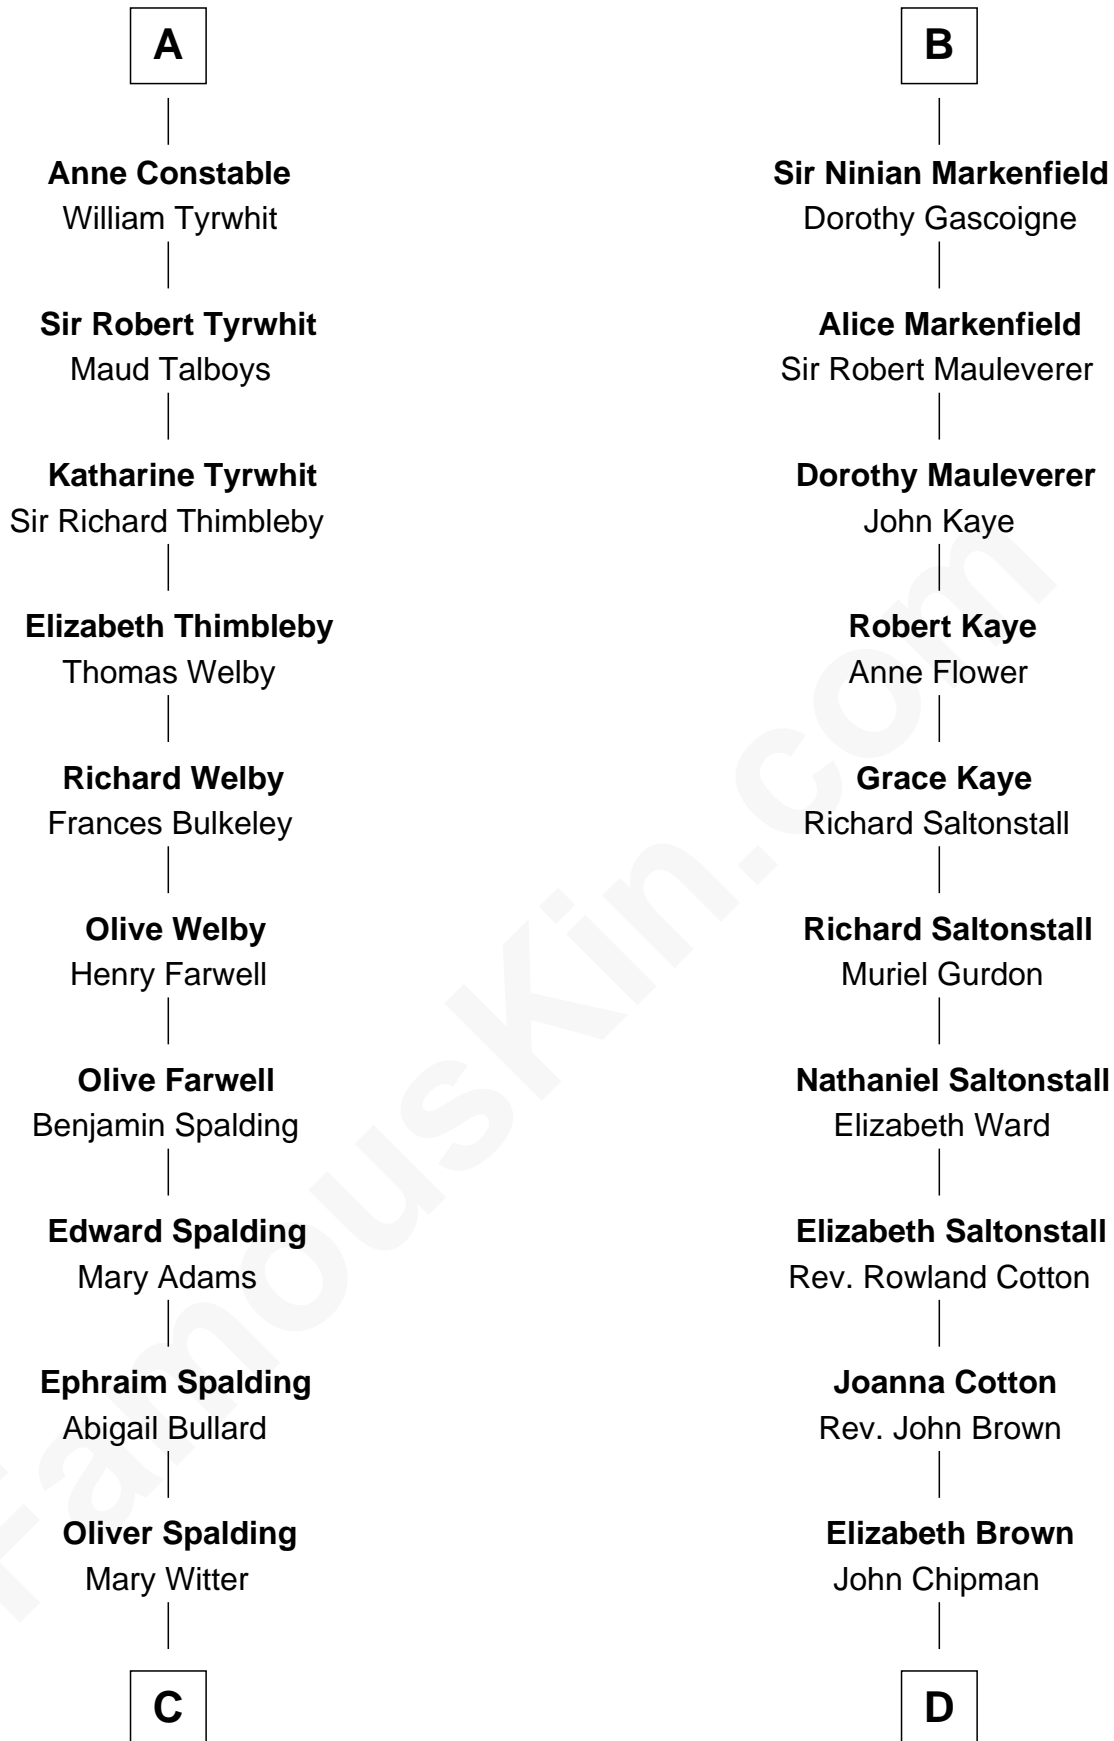 A
Anne Constable
William Tyrwhit
Sir Robert Tyrwhit
Maud Talboys
Katharine Tyrwhit
Sir Richard Thimbleby
Elizabeth Thimbleby
Thomas Welby
Richard Welby
Frances Bulkeley
Olive Welby
Henry Farwell
Olive Farwell
Benjamin Spalding
Edward Spalding
Mary Adams
Ephraim Spalding
Abigail Bullard
Oliver Spalding
Mary Witter
C
B
Sir Ninian Markenfield
Dorothy Gascoigne
Alice Markenfield
Sir Robert Mauleverer
Dorothy Mauleverer
John Kaye
Robert Kaye
Anne Flower
Grace Kaye
Richard Saltonstall
Richard Saltonstall
Muriel Gurdon
Nathaniel Saltonstall
Elizabeth Ward
Elizabeth Saltonstall
Rev. Rowland Cotton
Joanna Cotton
Rev. John Brown
Elizabeth Brown
John Chipman
D
FamousKin.com